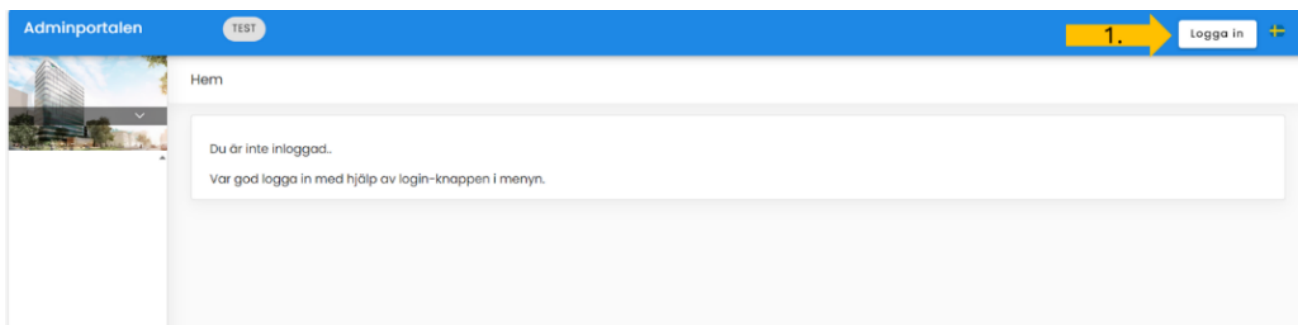 Adminportalen
TEST
1.
Logga in
Hem
Du är inte inloggad..
Var god logga in med hjälp av login-knappen i menyn.